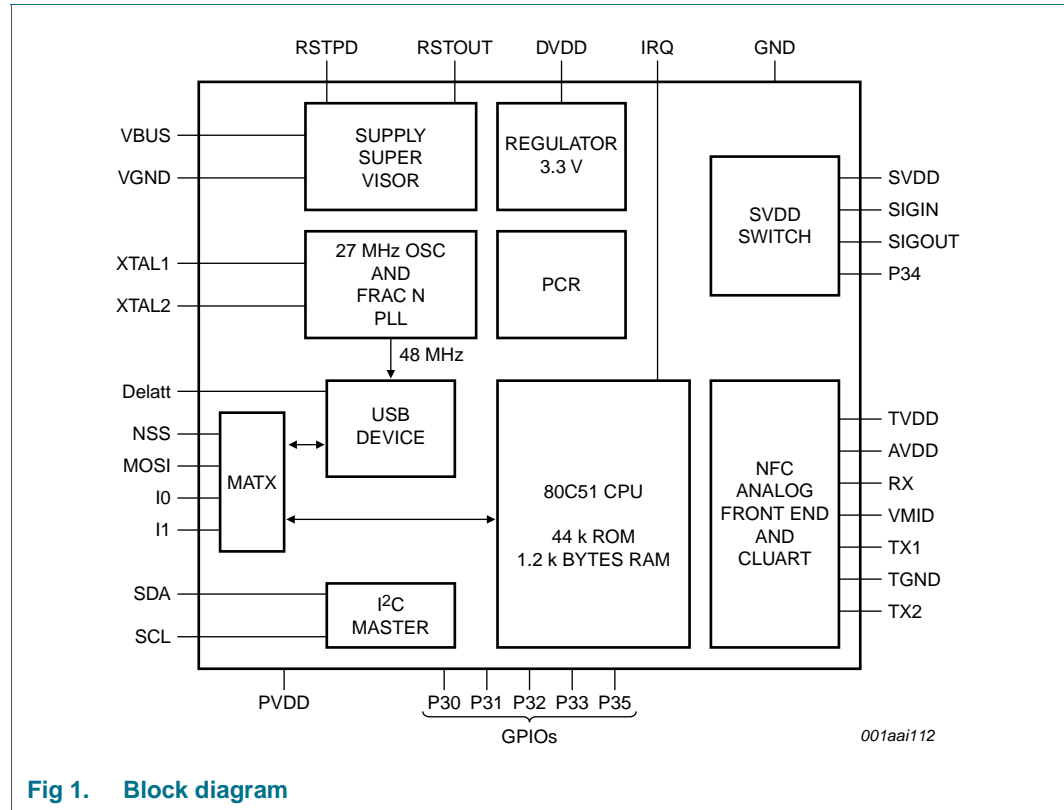 RSTPD RSTOUT DVDD IRQ GND
VBUS
VGND
SUPPLY
SUPER
VISOR
REGULATOR
3.3 V
SVDD
SWITCH
SVDD
SIGIN
SIGOUT
P34
XTAL1
XTAL2
27 MHz OSC
AND
FRAC N
PLL
PCR
48 MHz
Delatt
NSS
MOSI
I0
I1
MATX
USB
DEVICE
80C51 CPU
44 k ROM
1.2 k BYTES RAM
NFC
ANALOG
FRONT END
AND
CLUART
TVDD
AVDD
RX
VMID
TX1
TGND
TX2
SDA
SCL
I2C
MASTER
PVDD
P30 P31 P32 P33 P35
GPIOs
001aai112
Fig 1. Block diagram